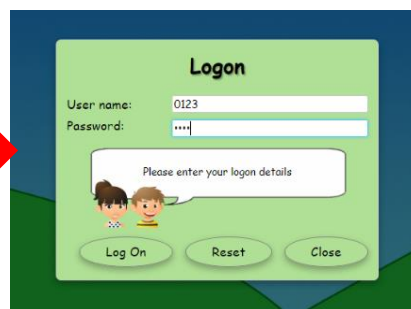 Logon
User name: 0123
Password: ••••
Please enter your logon details
Log On Reset Close